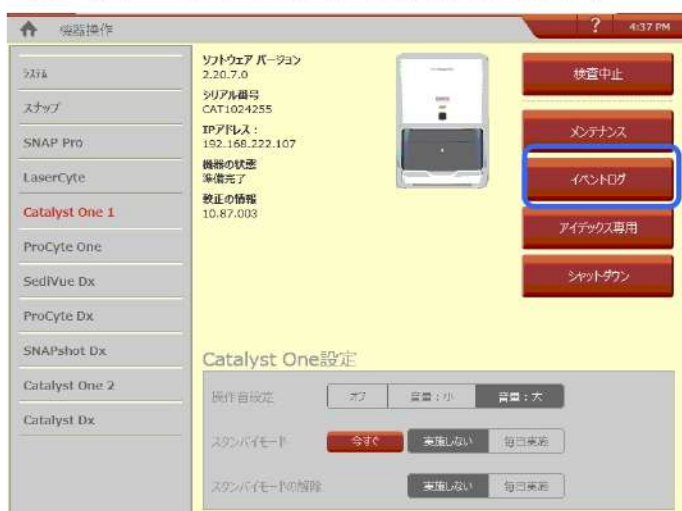 機器操作
?
4:37 PM
システム
スナップ
SNAP Pro
LaserCyte
Catalyst One 1
ProCyte One
SediVue Dx
ProCyte Dx
SNAPshot Dx
Catalyst One 2
Catalyst Dx
ソフトウェア バージョン
2.20.7.0
シリアル番号
CAT1024255
IPアドレス：
192.168.222.107
機器の状態
準備完了
較正の情報
10.87.003
検査中止
メンテナンス
イベントログ
アイデックス専用
シャットダウン
Catalyst One設定
操作音設定
オフ
音量：小
音量：大
スタンバイモード
今すぐ
実施しない
毎日実施
スタンバイモードの解除
実施しない
毎日実施